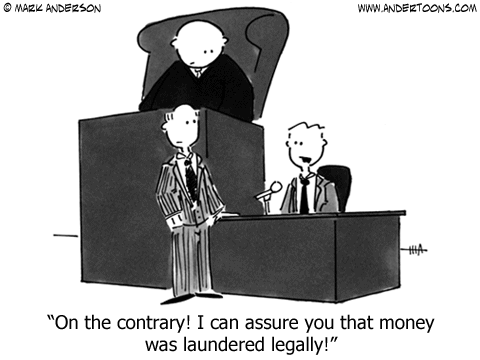 © MARK ANDERSON
WWW.ANDERTOONS.COM
“On the contrary! I can assure you that money
was laundered legally!”